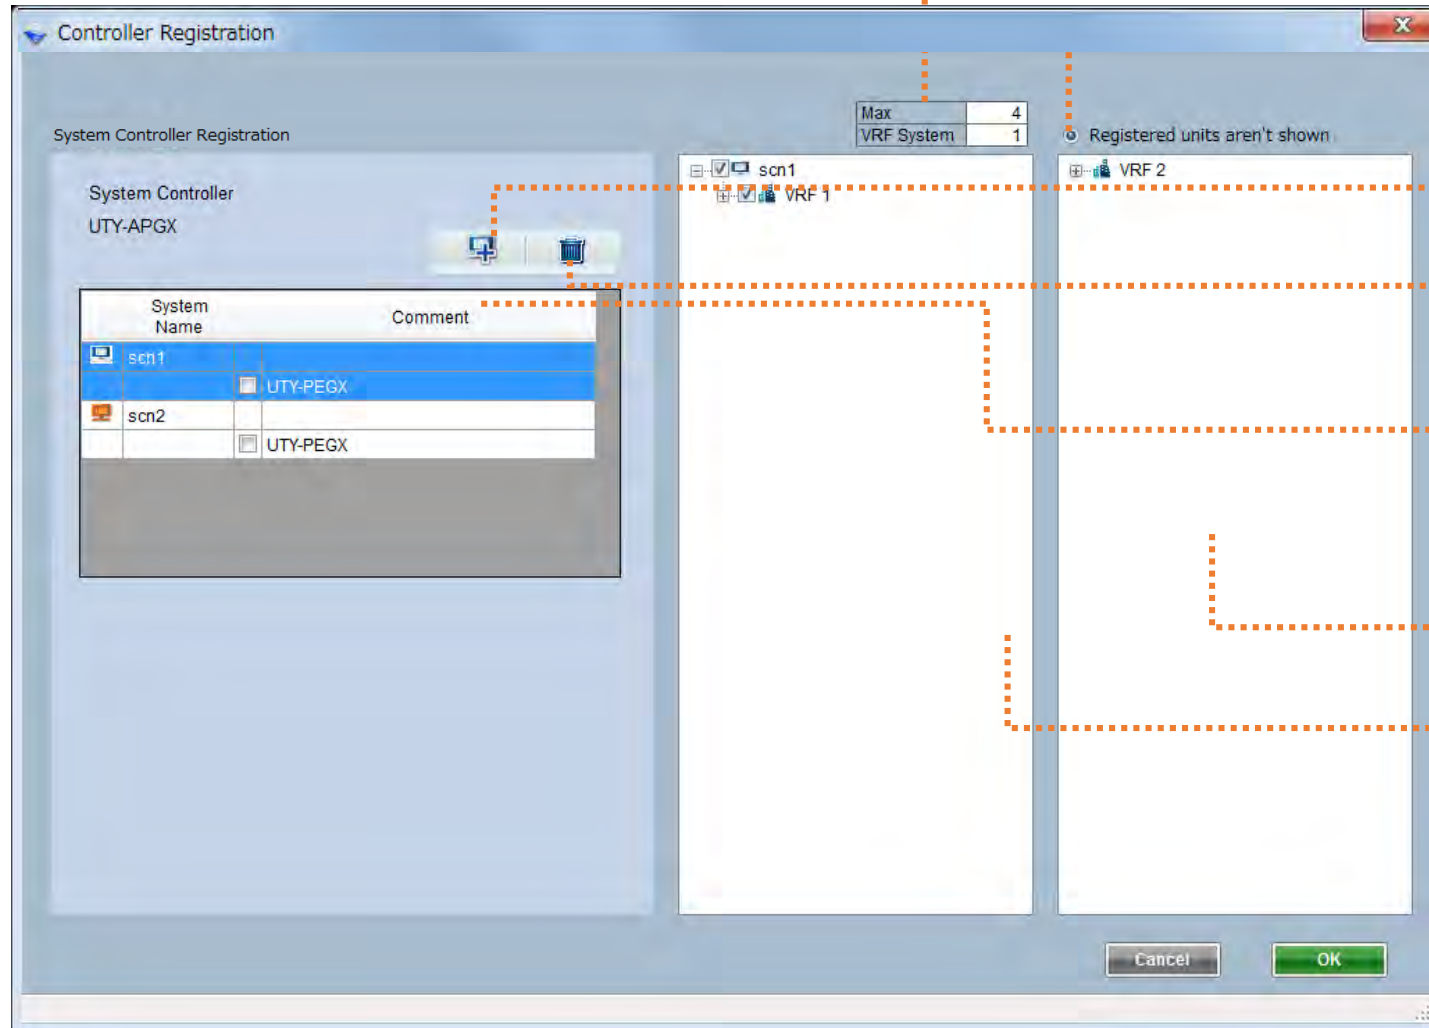 Controller Registration
X
Max 4
System Controller Registration
VRF System 1
Registered units aren't shown
scn1
VRF 1
VRF 2
System Controller
UTY-APGX
System
Name
Comment
scn1
UTY-PEGX
scn2
UTY-PEGX
Cancel
OK